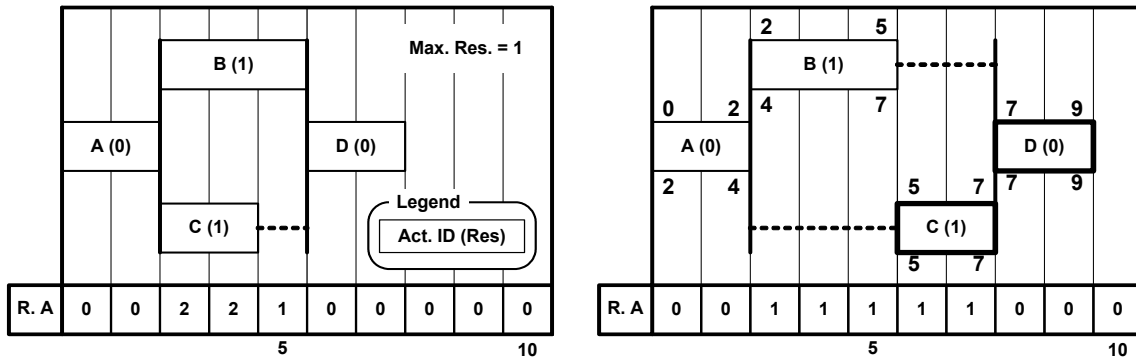 B (1)
Max. Res. = 1
A (0)
D (0)
C (1)
Legend
Act. ID (Res)
R. A 0 0 2 2 1 0 0 0 0 0
5 10
2 5
B (1)
4 7
0 2
A (0)
2 4
7 9
D (0)
7 9
5 7
C (1)
5 7
R. A 0 0 1 1 1 1 1 0 0 0
5 10